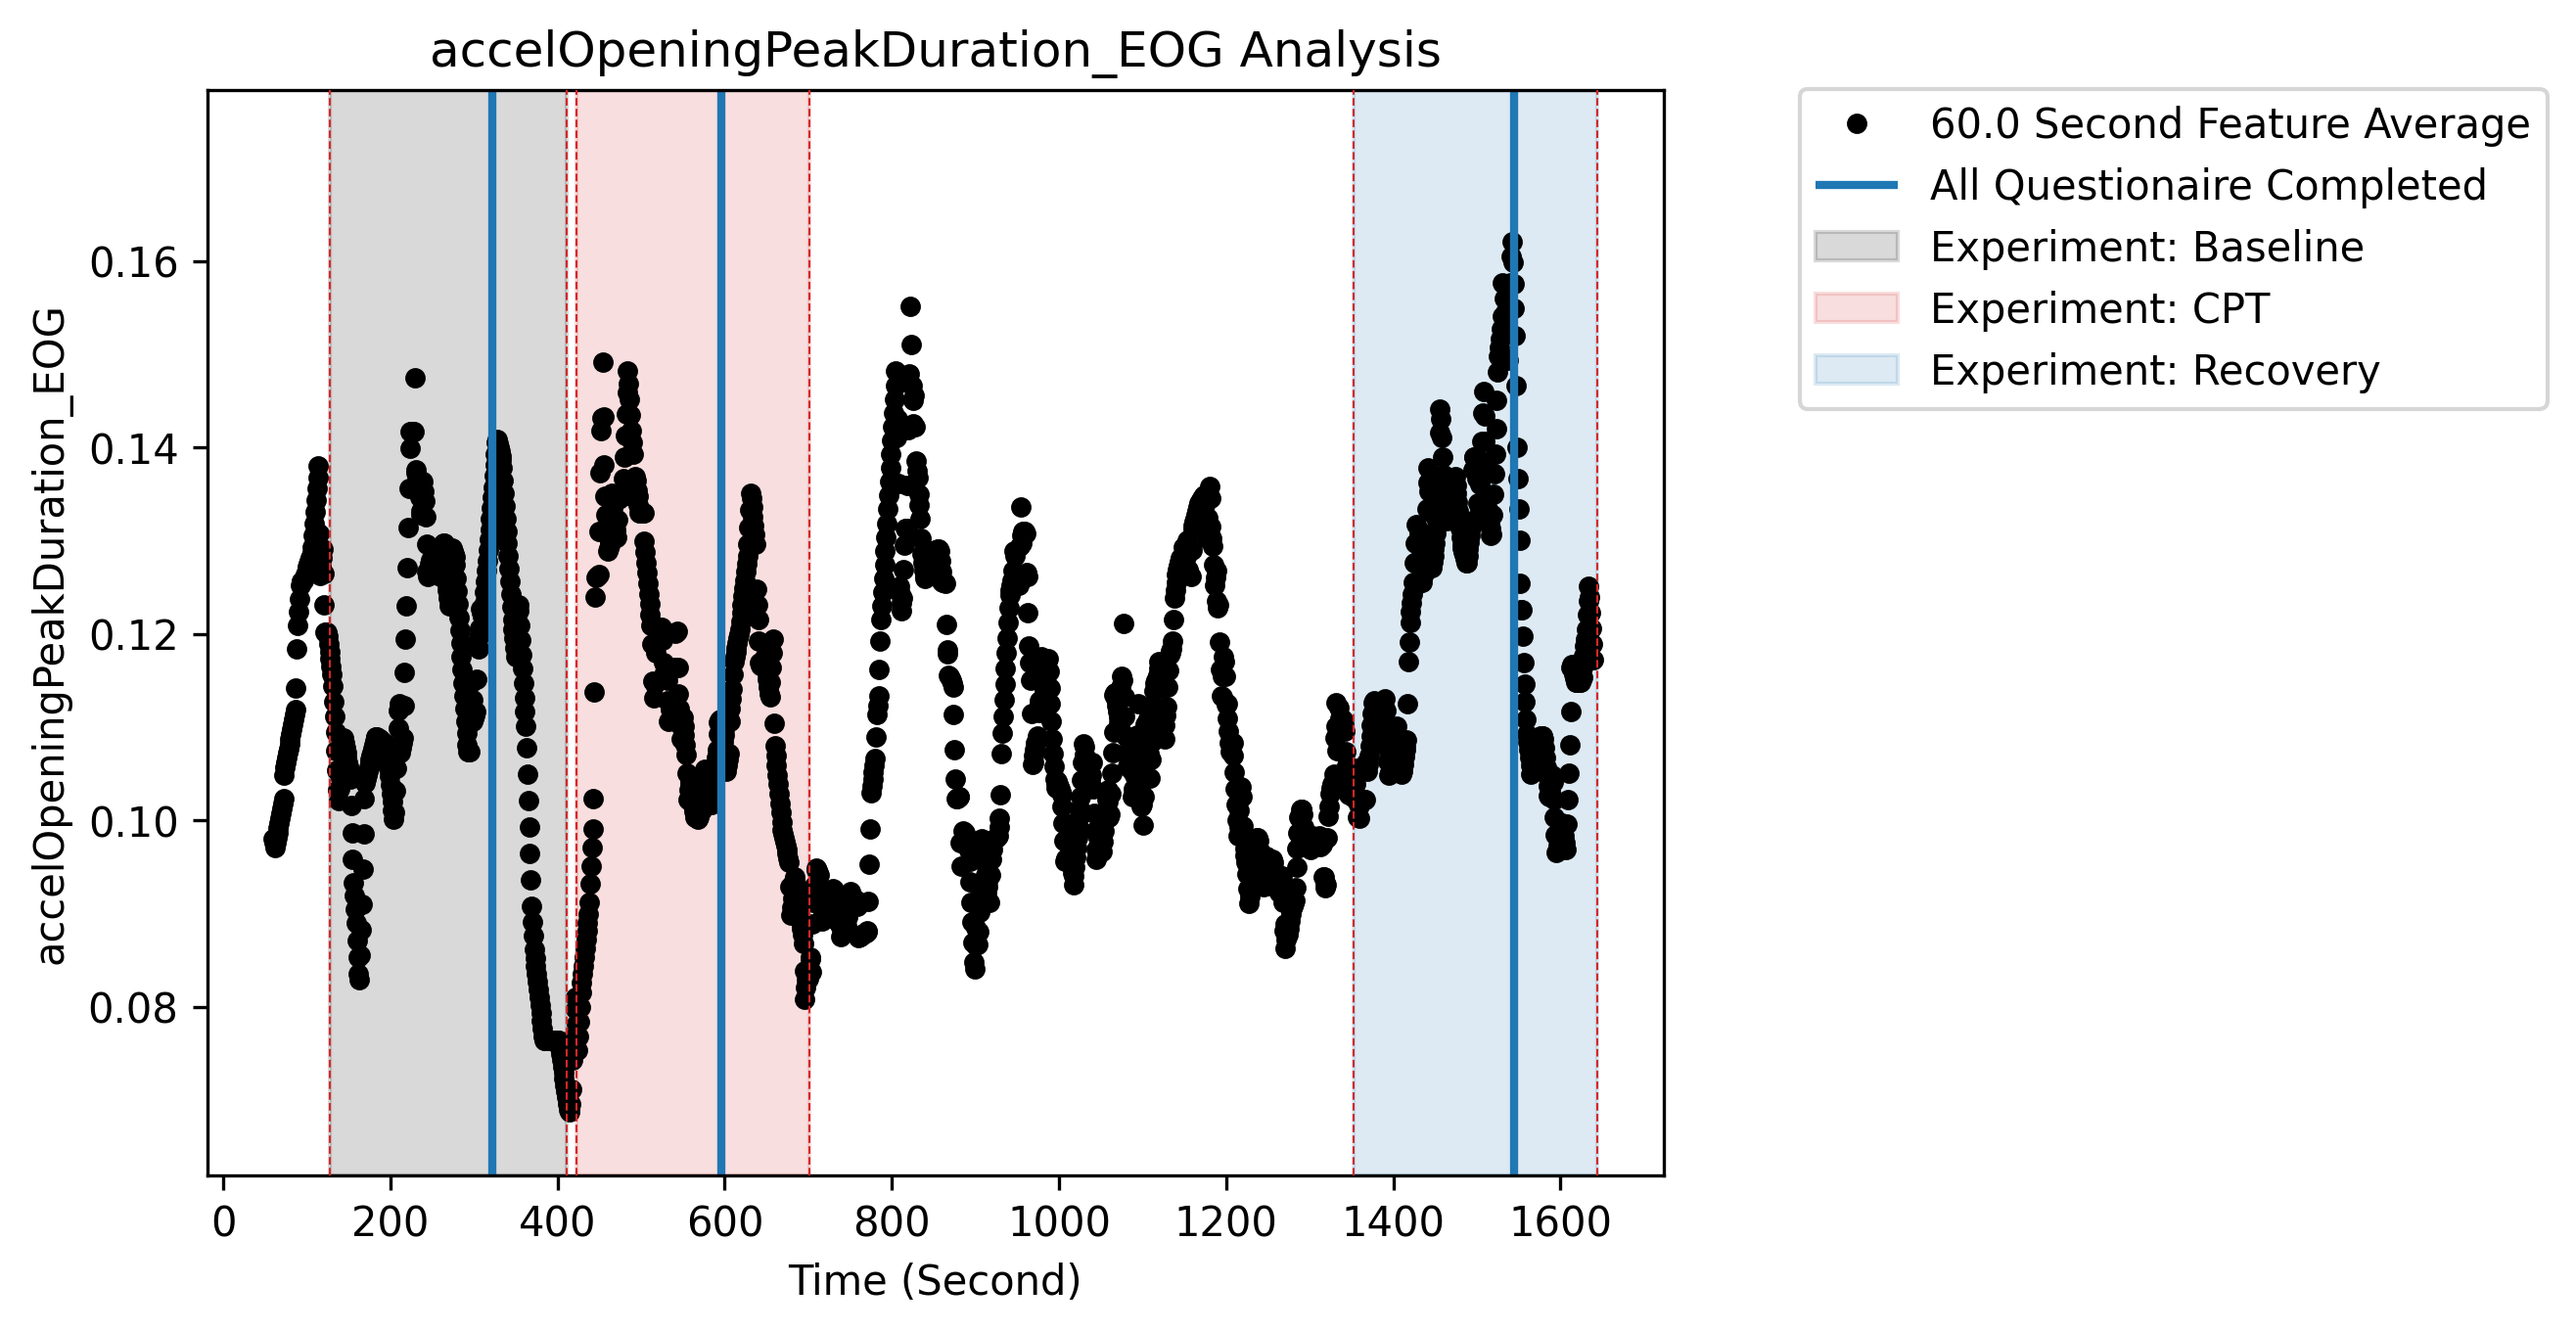 accelOpeningPeakDuration_EOG Analysis
accelOpeningPeakDuration_EOG
0.16
0.14
0.12
0.10
0.08
0 200 400 600 800 1000 1200 1400 1600
Time (Second)
60.0 Second Feature Average
All Questionaire Completed
Experiment: Baseline
Experiment: CPT
Experiment: Recovery